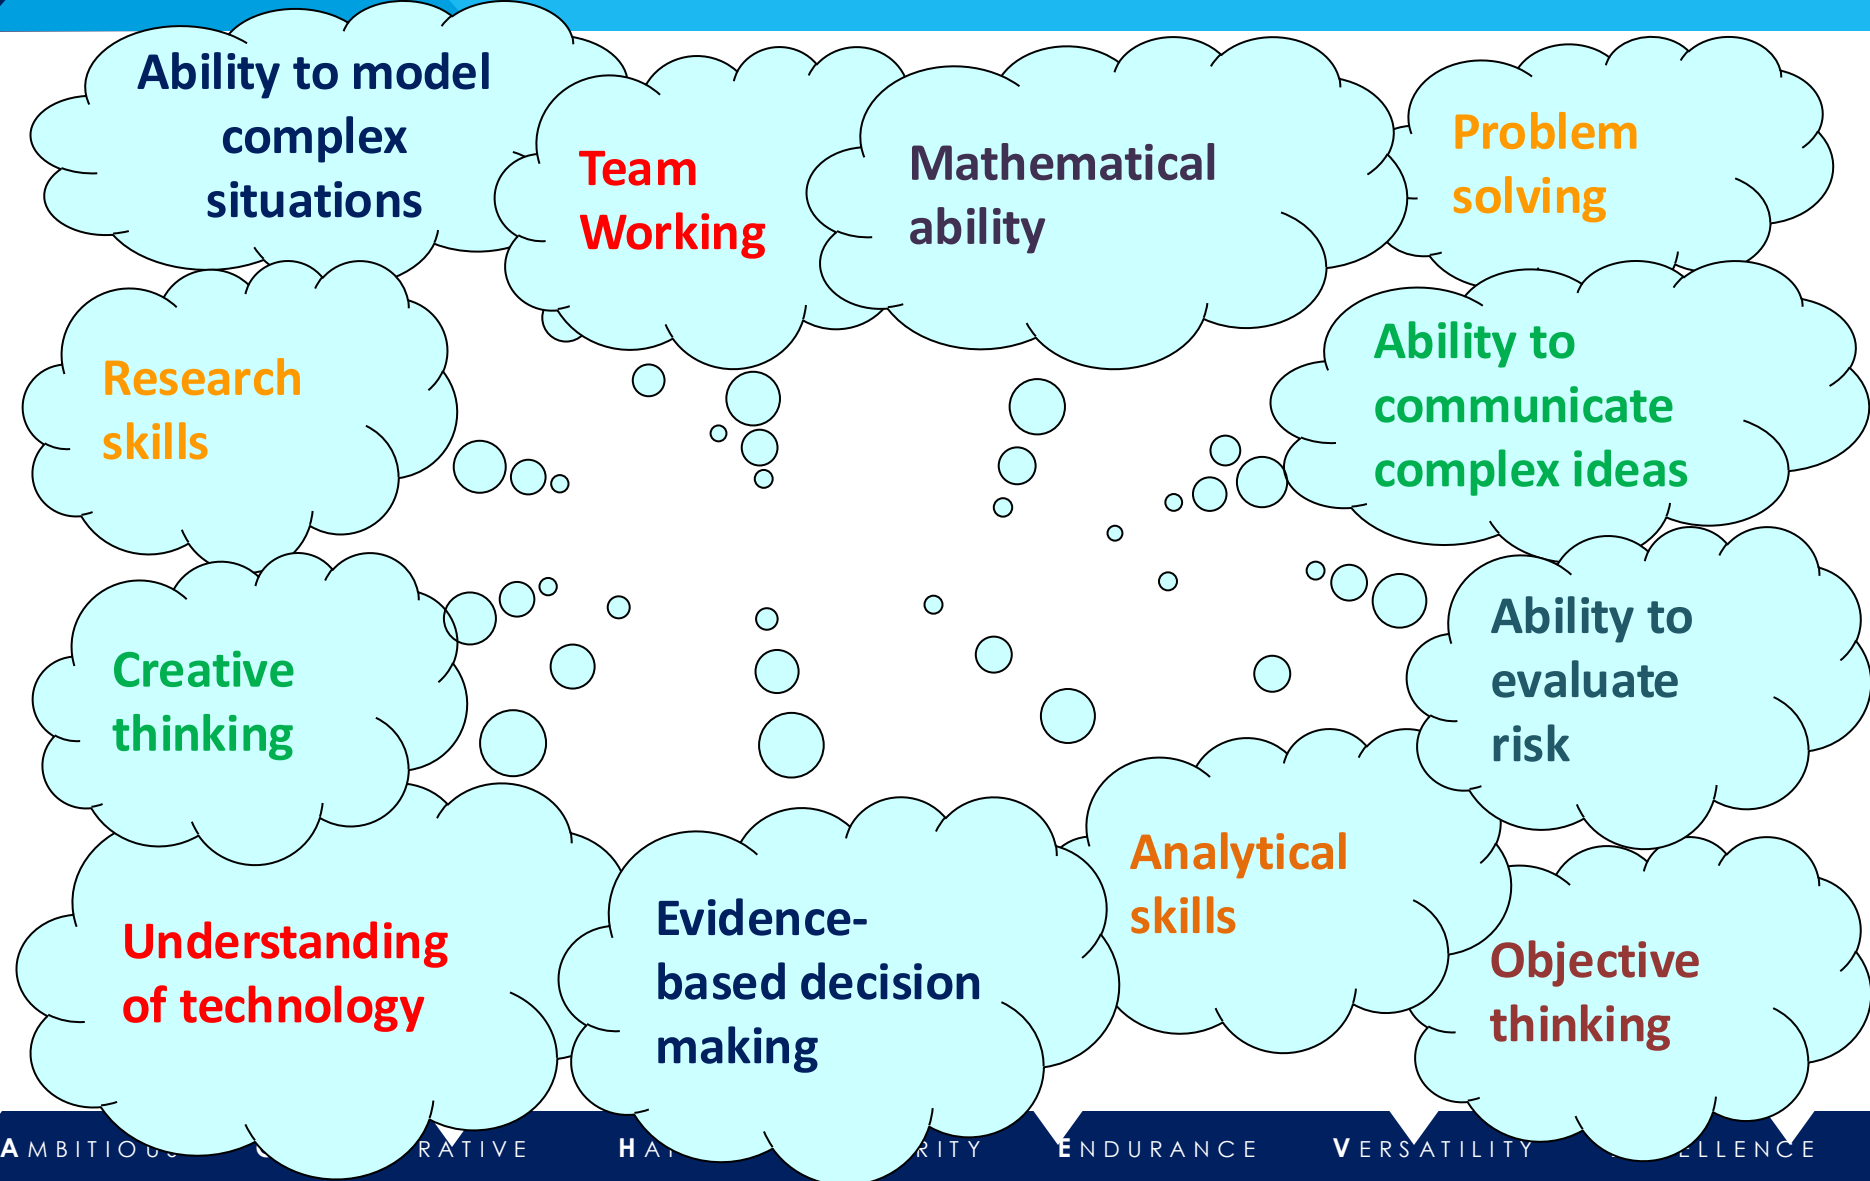 Ability to model
complex
situations
Team
Working
Mathematical
ability
Problem
solving
Research
skills
Ability to
communicate
complex ideas
Creative
thinking
Ability to
evaluate
risk
Understanding
of technology
Evidence-
based decision
making
Analytical
skills
Objective
thinking
ENDURANCE VERSATILITY